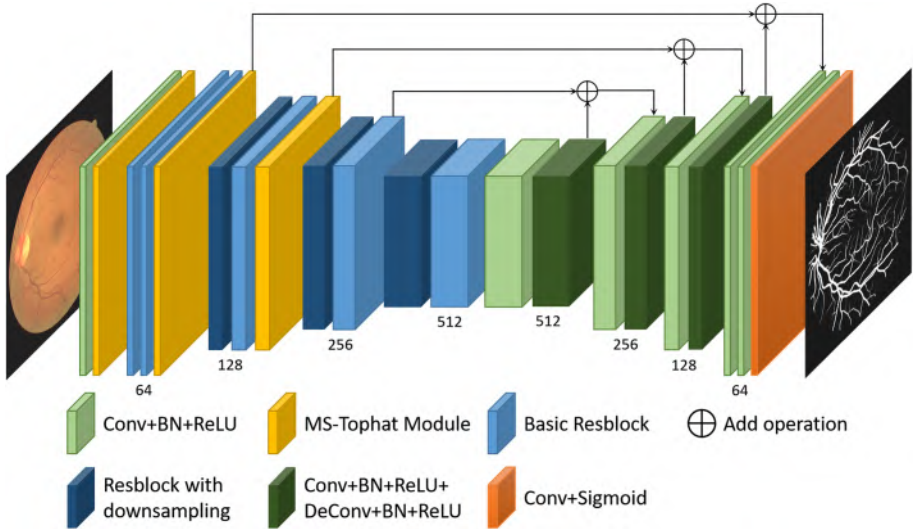 64
128
256
512
512
256
128
64
Conv+BN+ReLU
MS-Tophat Module
Basic Resblock
Add operation
Resblock with
downsampling
Conv+BN+ReLU+
DeConv+BN+ReLU
Conv+Sigmoid